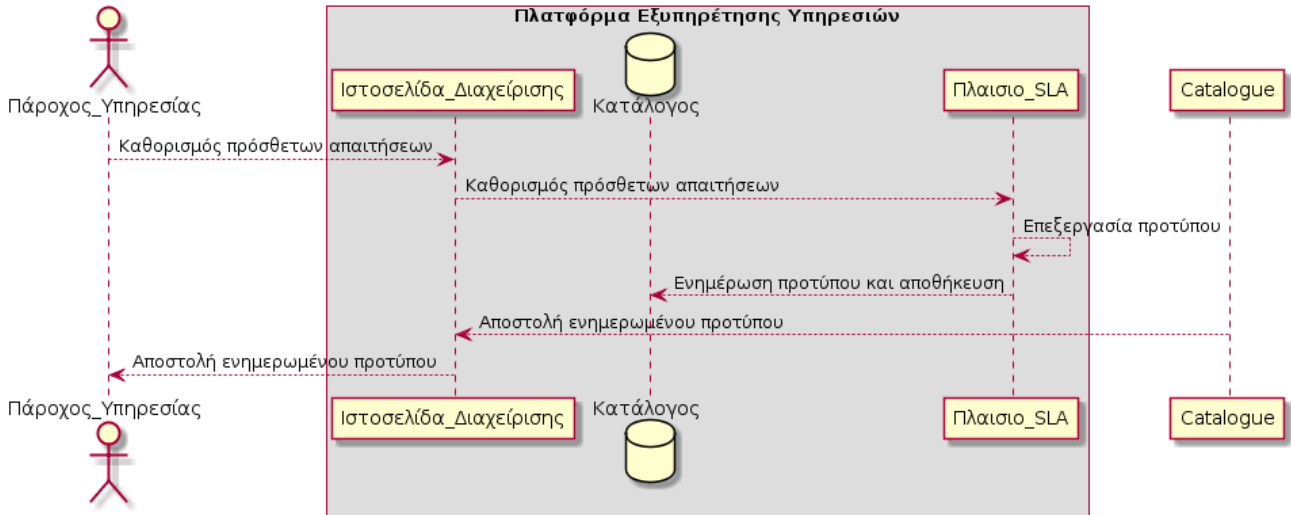 Πλατφόρμα Εξυπηρέτησης Υπηρεσιών
Πάροχος_Υπηρεσίας
Ιστοσελίδα_Διαχείρισης
Κατάλογος
Πλαισιο_SLA
Catalogue
Καθορισμός πρόσθετων απαιτήσεων
Καθορισμός πρόσθετων απαιτήσεων
Επεξεργασία προτύπου
Ενημέρωση προτύπου και αποθήκευση
Αποστολή ενημερωμένου προτύπου
Αποστολή ενημερωμένου προτύπου
Πάροχος_Υπηρεσίας
Ιστοσελίδα_Διαχείρισης
Κατάλογος
Πλαισιο_SLA
Catalogue